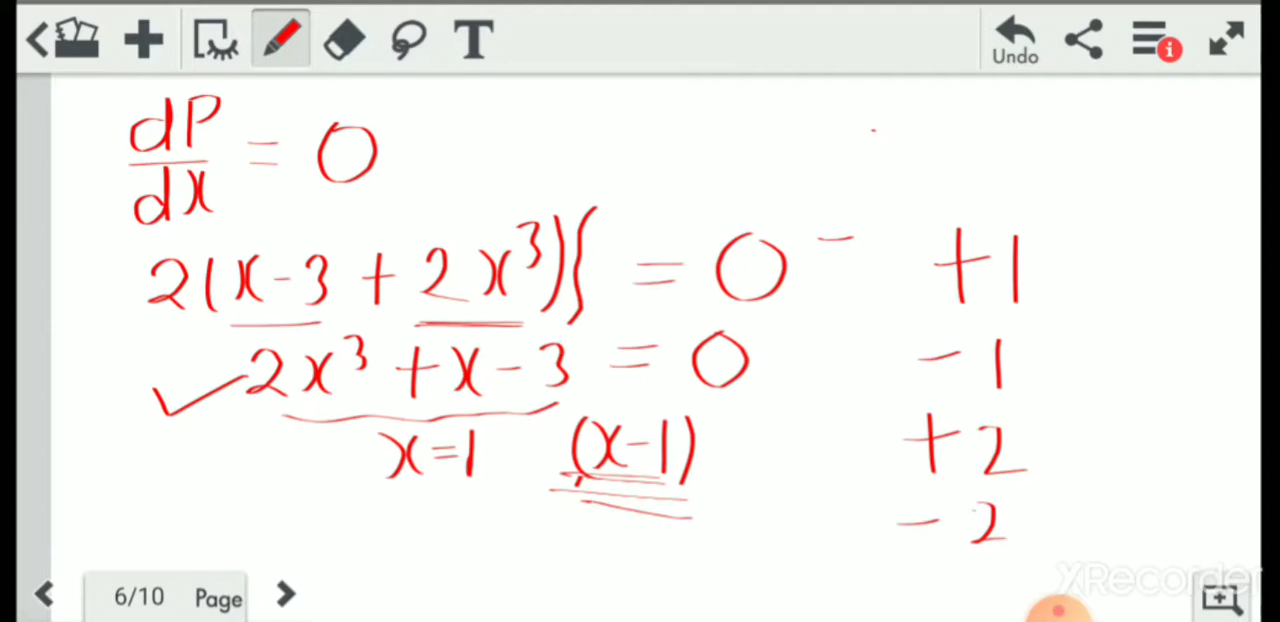 T
Undo
i
dP/dx = 0
2(x-3 + 2x³)} = 0 - +1
2x³ + x - 3 = 0 - 1
x=1 (x-1) +2
- 2
XRecorder
6/10 Page